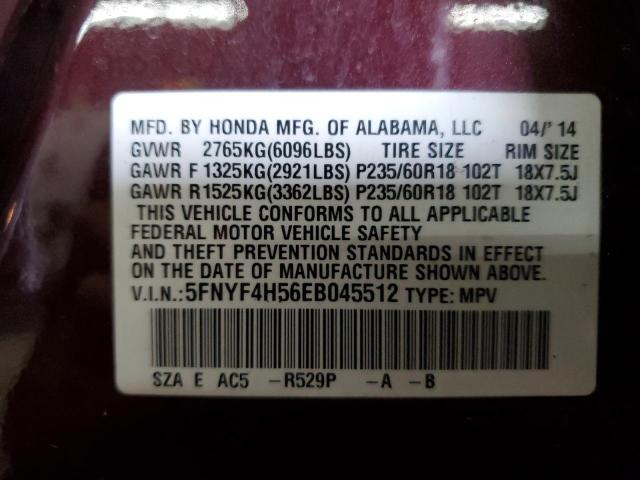 MFD. BY HONDA MFG. OF ALABAMA, LLC 04/' 14
GVWR 2765KG(6096LBS) TIRE SIZE RIM SIZE
GAWR F 1325KG(2921LBS) P235/60R18 102T 18X7.5J
GAWR R1525KG(3362LBS) P235/60R18 102T 18X7.5J
THIS VEHICLE CONFORMS TO ALL APPLICABLE
FEDERAL MOTOR VEHICLE SAFETY
AND THEFT PREVENTION STANDARDS IN EFFECT
ON THE DATE OF MANUFACTURE SHOWN ABOVE.
V.I.N.:5FNYF4H56EB045512 TYPE: MPV
SZA E AC5 -R529P -A -B